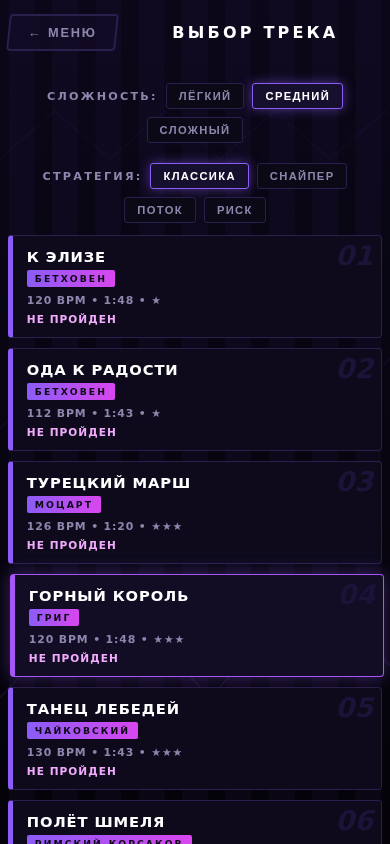 ← МЕНЮ
ВЫБОР ТРЕКА
СЛОЖНОСТЬ: ЛЁГКИЙ СРЕДНИЙ
СЛОЖНЫЙ
СТРАТЕГИЯ: КЛАССИКА СНАЙПЕР
ПОТОК РИСК
К ЭЛИЗЕ 01
БЕТХОВЕН
120 BPM • 1:48 • ★
НЕ ПРОЙДЕН
ОДА К РАДОСТИ 02
БЕТХОВЕН
112 BPM • 1:43 • ★
НЕ ПРОЙДЕН
ТУРЕЦКИЙ МАРШ 03
МОЦАРТ
126 BPM • 1:20 • ★★★
НЕ ПРОЙДЕН
ГОРНЫЙ КОРОЛЬ 04
ГРИГ
120 BPM • 1:48 • ★★★
НЕ ПРОЙДЕН
ТАНЕЦ ЛЕБЕДЕЙ 05
ЧАЙКОВСКИЙ
130 BPM • 1:43 • ★★★
НЕ ПРОЙДЕН
ПОЛЁТ ШМЕЛЯ 06
РИМСКИЙ-КОРСАКОВ